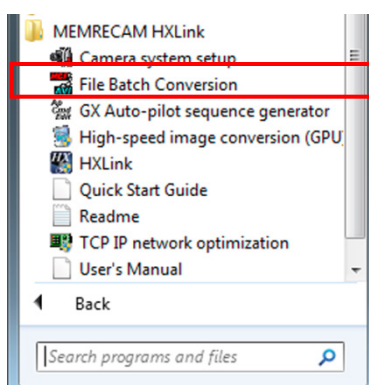 MEMRECAM HXLink
Camera system setup
File Batch Conversion
GX Auto-pilot sequence generator
High-speed image conversion (GPU)
HXLink
Quick Start Guide
Readme
TCP IP network optimization
User's Manual
Back
Search programs and files